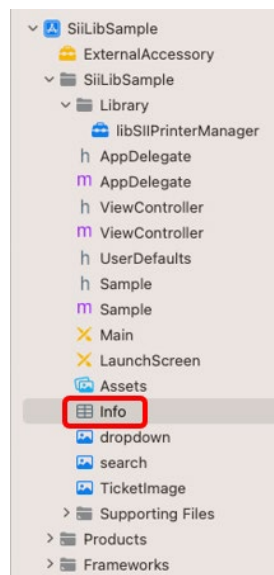 SiiLibSample
ExternalAccessory
SiiLibSample
Library
libSIIPrinterManager
h AppDelegate
m AppDelegate
h ViewController
m ViewController
h UserDefaults
h Sample
m Sample
Main
LaunchScreen
Assets
Info
dropdown
search
TicketImage
Supporting Files
Products
Frameworks